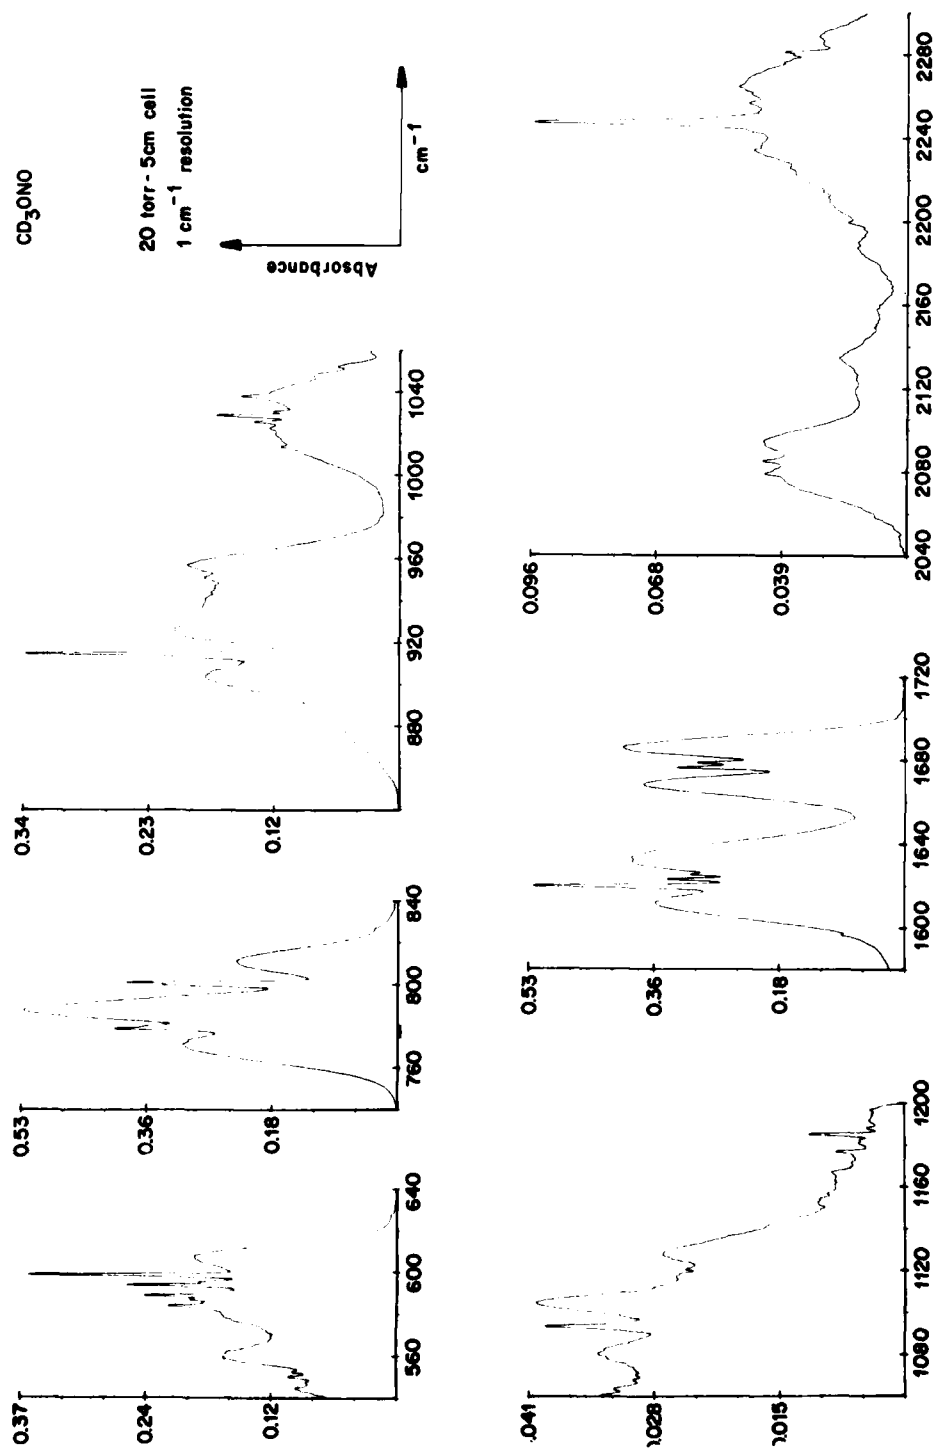 CD₃ONO
20 torr - 5cm cell
1 cm⁻¹ resolution
Absorbance
cm⁻¹
0.37
0.24
0.12
560 600 640
0.53
0.36
0.18
760 800 840
0.34
0.23
0.12
880 920 960 1000 1040
.041
0.028
0.015
1080 1120 1160 1200
0.53
0.36
0.18
1600 1640 1680 1720
0.096
0.068
0.039
2040 2080 2120 2160 2200 2240 2280